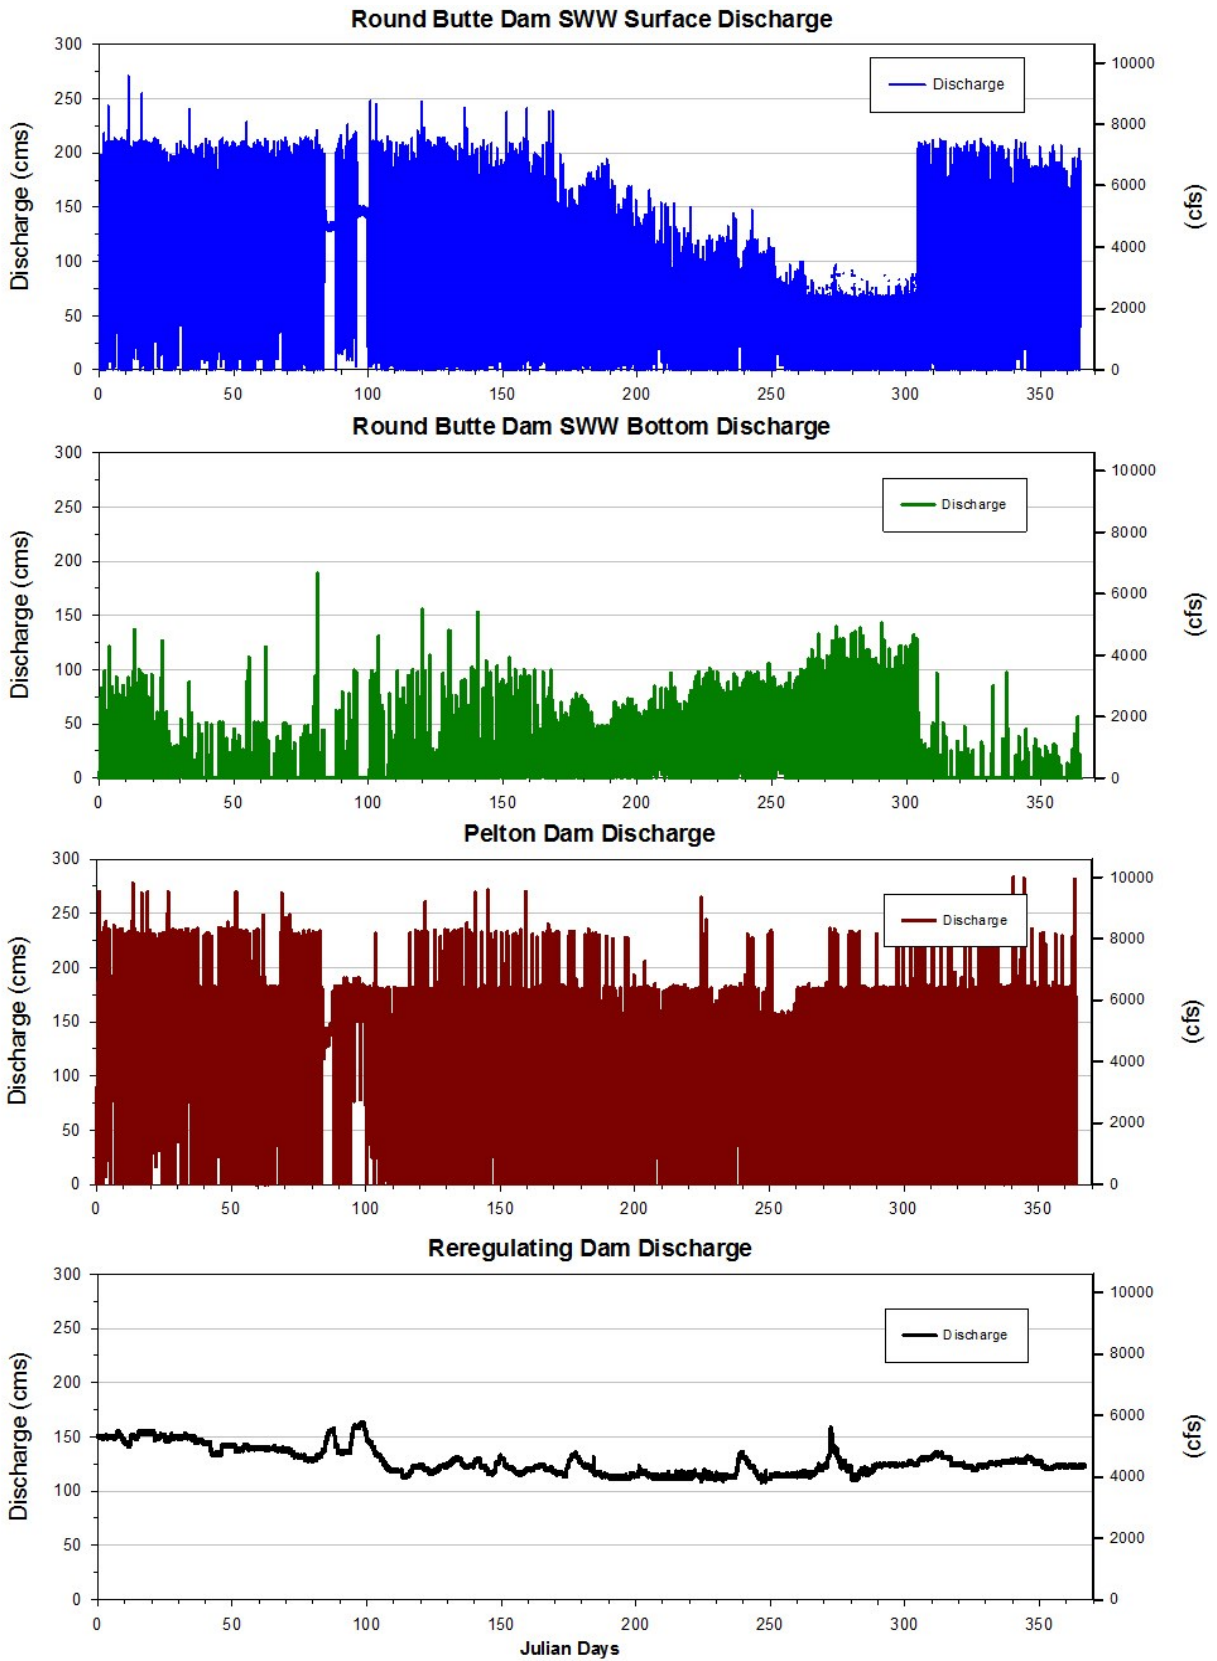 Round Butte Dam SWW Surface Discharge
300
250
200
150
100
50
0
Discharge (cms)
10000
8000
6000
4000
2000
0
(cfs)
Discharge
0 50 100 150 200 250 300 350
Round Butte Dam SWW Bottom Discharge
300
250
200
150
100
50
0
Discharge (cms)
10000
8000
6000
4000
2000
0
(cfs)
Discharge
0 50 100 150 200 250 300 350
Pelton Dam Discharge
300
250
200
150
100
50
0
Discharge (cms)
10000
8000
6000
4000
2000
0
(cfs)
Discharge
0 50 100 150 200 250 300 350
Reregulating Dam Discharge
300
250
200
150
100
50
0
Discharge (cms)
10000
8000
6000
4000
2000
0
(cfs)
Discharge
0 50 100 150 200 250 300 350
Julian Days